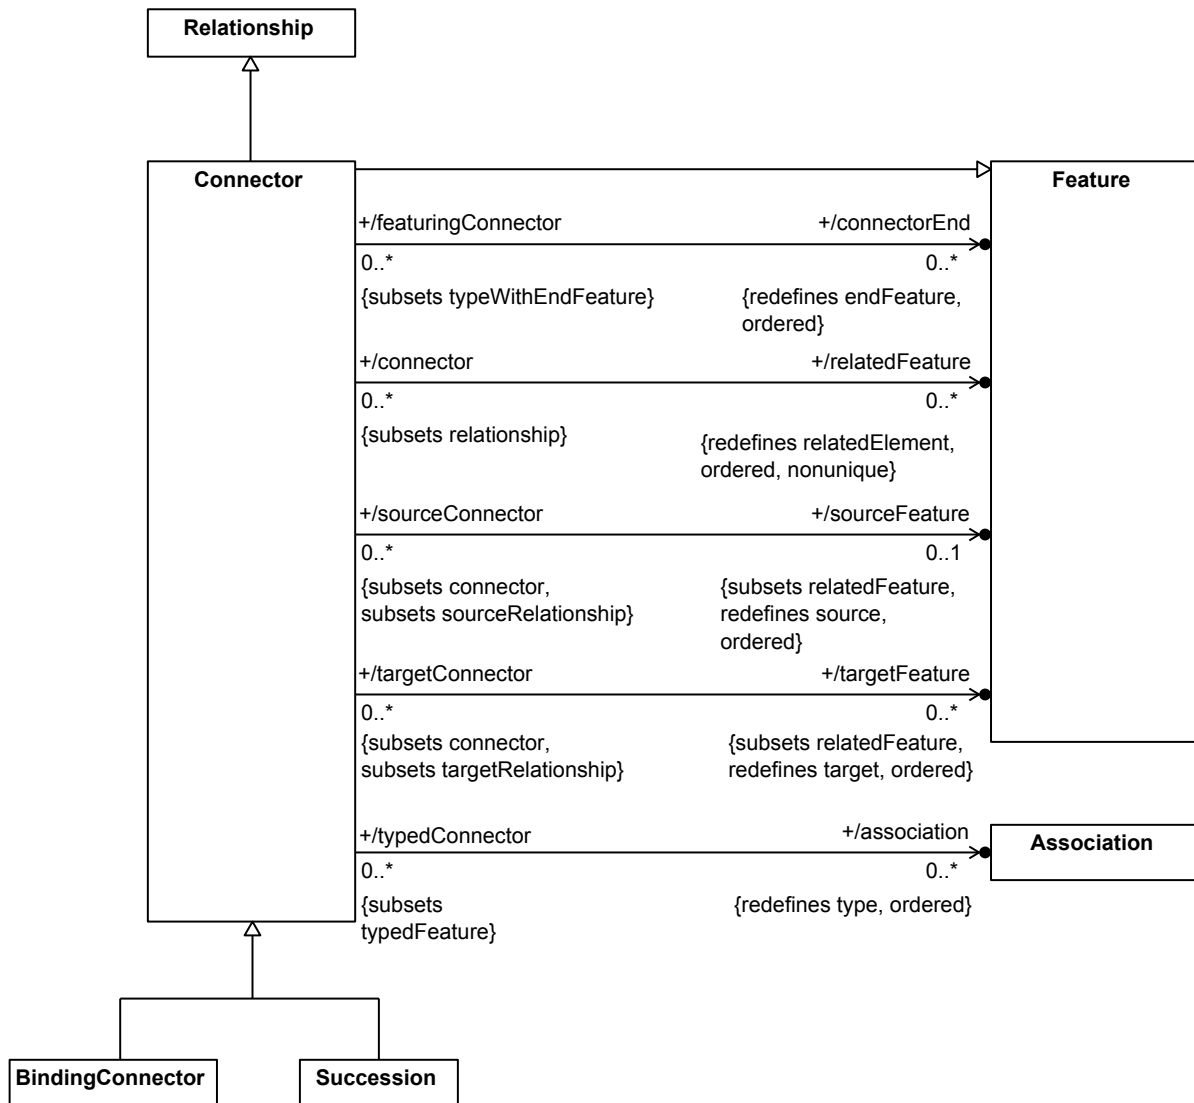 Relationship
Connector
Feature
+/featuringConnector
+/connectorEnd
0..*
0..*
{subsets typeWithEndFeature}
{redefines endFeature,
ordered}
+/connector
+/relatedFeature
0..*
0..*
{subsets relationship}
{redefines relatedElement,
ordered, nonunique}
+/sourceConnector
+/sourceFeature
0..*
0..1
{subsets connector,
subsets sourceRelationship}
{subsets relatedFeature,
redefines source,
ordered}
+/targetConnector
+/targetFeature
0..*
0..*
{subsets connector,
subsets targetRelationship}
{subsets relatedFeature,
redefines target, ordered}
+/typedConnector
+/association
Association
0..*
0..*
{subsets
typedFeature}
{redefines type, ordered}
BindingConnector
Succession